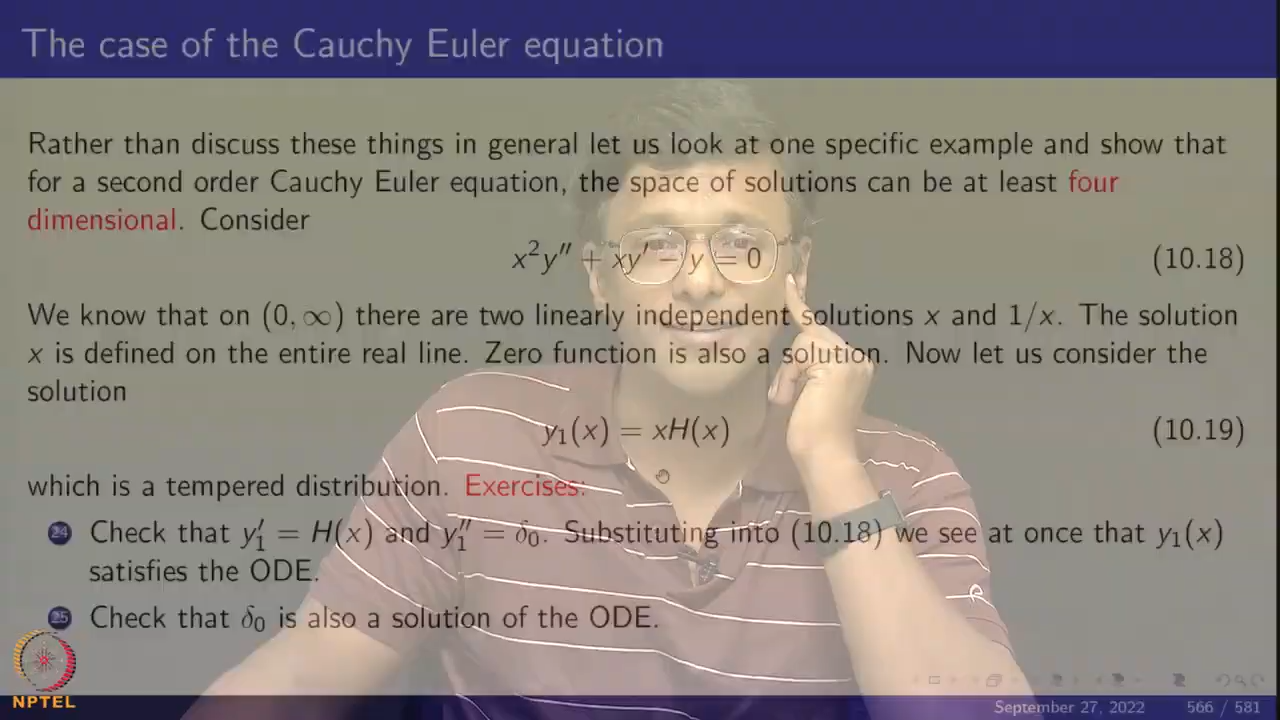 The case of the Cauchy Euler equation
Rather than discuss these things in general let us look at one specific example and show that
for a second order Cauchy Euler equation, the space of solutions can be at least four
dimensional. Consider
x²y″ + xy′ − y = 0 (10.18)
We know that on (0, ∞) there are two linearly independent solutions x and 1/x. The solution
x is defined on the entire real line. Zero function is also a solution. Now let us consider the
solution
y₁(x) = xH(x) (10.19)
which is a tempered distribution. Exercises:
24 Check that y₁′ = H(x) and y₁″ = δ₀. Substituting into (10.18) we see at once that y₁(x)
satisfies the ODE.
25 Check that δ₀ is also a solution of the ODE.
NPTEL
September 27, 2022 566 / 581